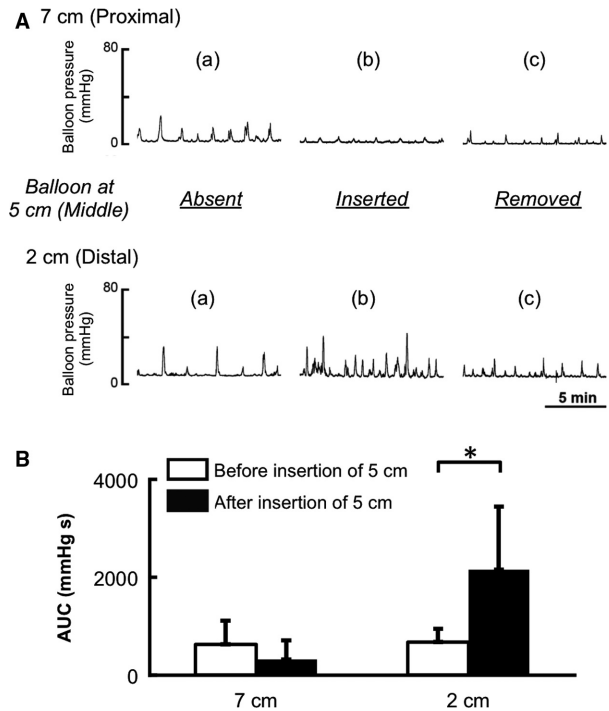 A 7 cm (Proximal)
80
0
Balloon pressure
(mmHg)
(a)
(b)
(c)
Balloon at
5 cm (Middle)
Absent
Inserted
Removed
2 cm (Distal)
80
0
Balloon pressure
(mmHg)
(a)
(b)
(c)
5 min
B
Before insertion of 5 cm
After insertion of 5 cm
*
AUC (mmHg s)
4000
2000
0
7 cm
2 cm